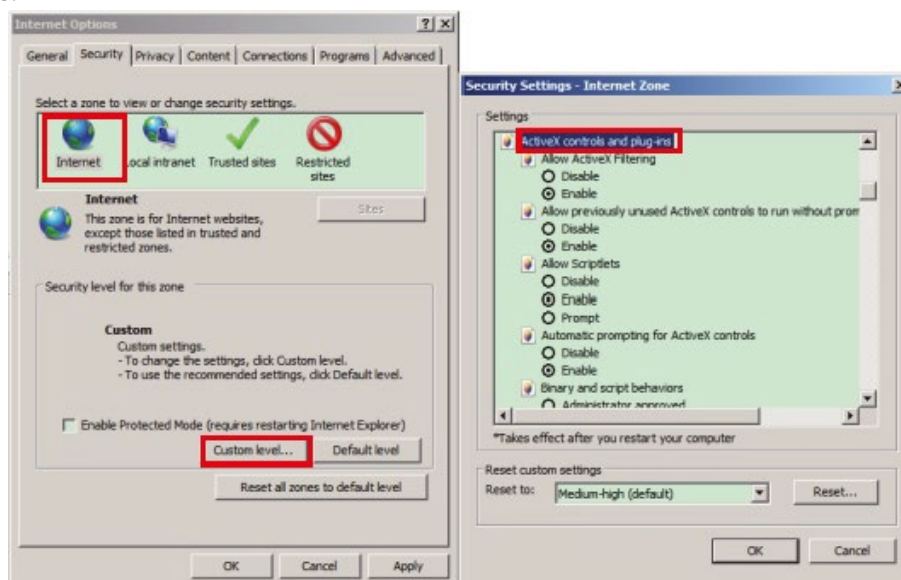 Internet Options
General Security Privacy Content Connections Programs Advanced
Select a zone to view or change security settings.
Internet Local intranet Trusted sites Restricted
sites
Internet
Sites
This zone is for Internet websites,
except those listed in trusted and
restricted zones.
Security level for this zone
Custom
Custom settings.
- To change the settings, click Custom level.
- To use the recommended settings, click Default level.
Enable Protected Mode (requires restarting Internet Explorer)
Custom level... Default level
Reset all zones to default level
OK Cancel Apply
Security Settings - Internet Zone
Settings
ActiveX controls and plug-ins
Allow ActiveX Filtering
Disable
Enable
Allow previously unused ActiveX controls to run without prom
Disable
Enable
Allow Scriptlets
Disable
Enable
Prompt
Automatic prompting for ActiveX controls
Disable
Enable
Binary and script behaviors
Administrator approved
*Takes effect after you restart your computer
Reset custom settings
Reset to: Medium-high (default) Reset...
OK Cancel